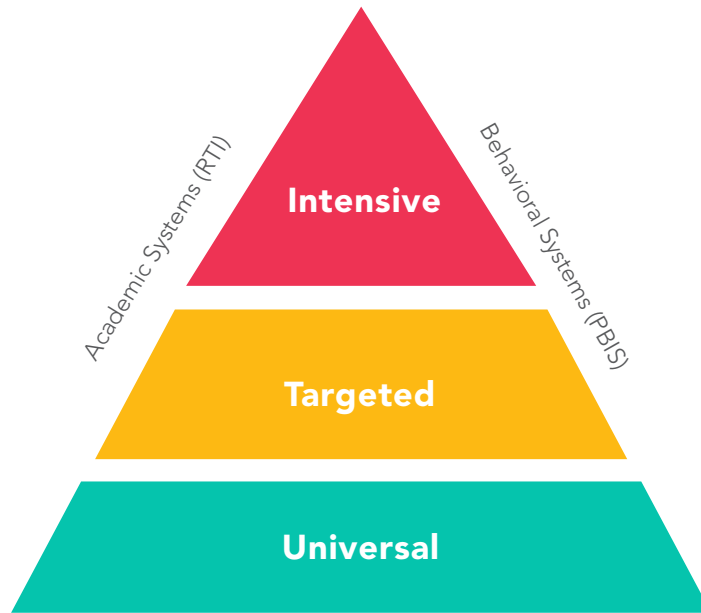 Academic Systems (RTI)
Behavioral Systems (PBIS)
Intensive
Targeted
Universal